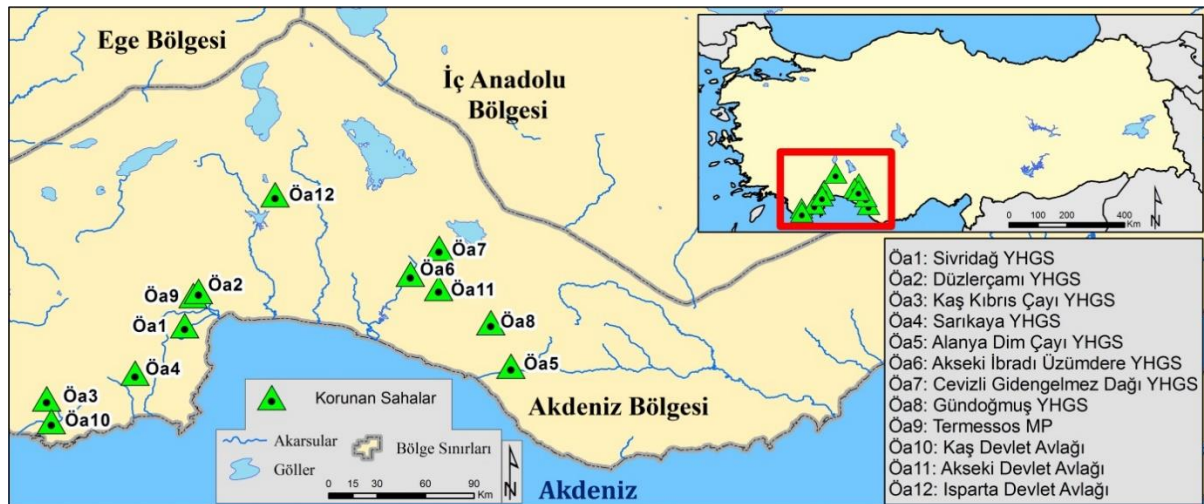 Ege Bölgesi
İç Anadolu
Bölgesi
N
0 100 200 400
Km
Öa12
Öa7
Öa6
Öa11
Öa2
Öa9
Öa1
Öa8
Öa4
Öa5
Öa3
Öa10
Akdeniz Bölgesi
Akdeniz
Korunan Sahalar
Akarsular
Göller
Bölge Sınırları
0 15 30 60 90
Km
N
Öa1: Sivridağ YHGS
Öa2: Düzlerçamı YHGS
Öa3: Kaş Kıbrıs Çayı YHGS
Öa4: Sarıkaya YHGS
Öa5: Alanya Dim Çayı YHGS
Öa6: Akseki İbradı Üzümdere YHGS
Öa7: Cevizli Gidengelmez Dağı YHGS
Öa8: Gündoğmuş YHGS
Öa9: Termessos MP
Öa10: Kaş Devlet Avlağı
Öa11: Akseki Devlet Avlağı
Öa12: Isparta Devlet Avlağı